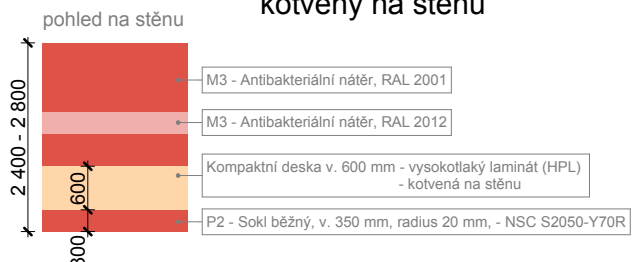 kotvený na stěnu
pohled na stěnu
M3 - Antibakteriální nátěr, RAL 2001
M3 - Antibakteriální nátěr, RAL 2012
Kompaktní deska v. 600 mm - vysokotlaký laminát (HPL)
- kotvená na stěnu
P2 - Sokl běžný, v. 350 mm, radius 20 mm, - NSC S2050-Y70R
2 400 - 2 800
600
300